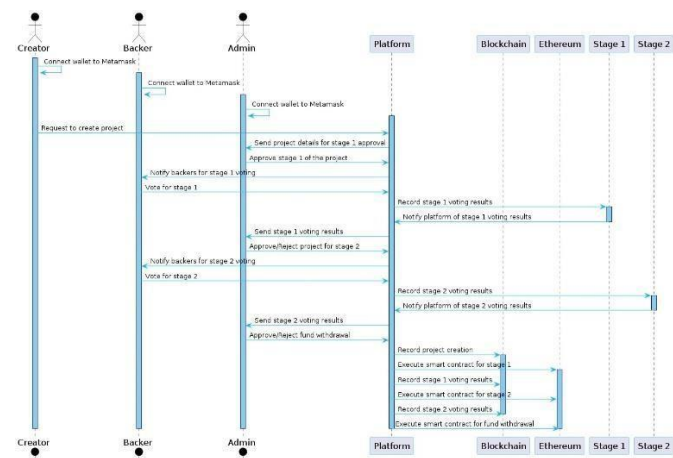 Creator Backer Admin Platform Blockchain Ethereum Stage 1 Stage 2
Connect wallet to Metamask
Connect wallet to Metamask
Connect wallet to Metamask
Request to create project
Send project details for stage 1 approval
Approve stage 1 of the project
Notify backers for stage 1 voting
Vote for stage 1
Record stage 1 voting results
Notify platform of stage 1 voting results
Send stage 1 voting results
Approve/Reject project for stage 2
Notify backers for stage 2 voting
Vote for stage 2
Record stage 2 voting results
Notify platform of stage 2 voting results
Send stage 2 voting results
Approve/Reject fund withdrawal
Record project creation
Execute smart contract for stage 1
Record stage 1 voting results
Execute smart contract for stage 2
Record stage 2 voting results
Execute smart contract for fund withdrawal
Creator Backer Admin Platform Blockchain Ethereum Stage 1 Stage 2